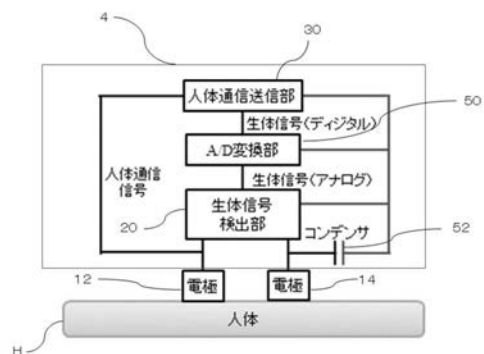 4
30
人体通信送信部
50
生体信号(ディジタル)
A/D変換部
人体通信
信号
生体信号(アナログ)
20
生体信号
検出部
コンデンサ
52
12
電極
電極
14
人体
H